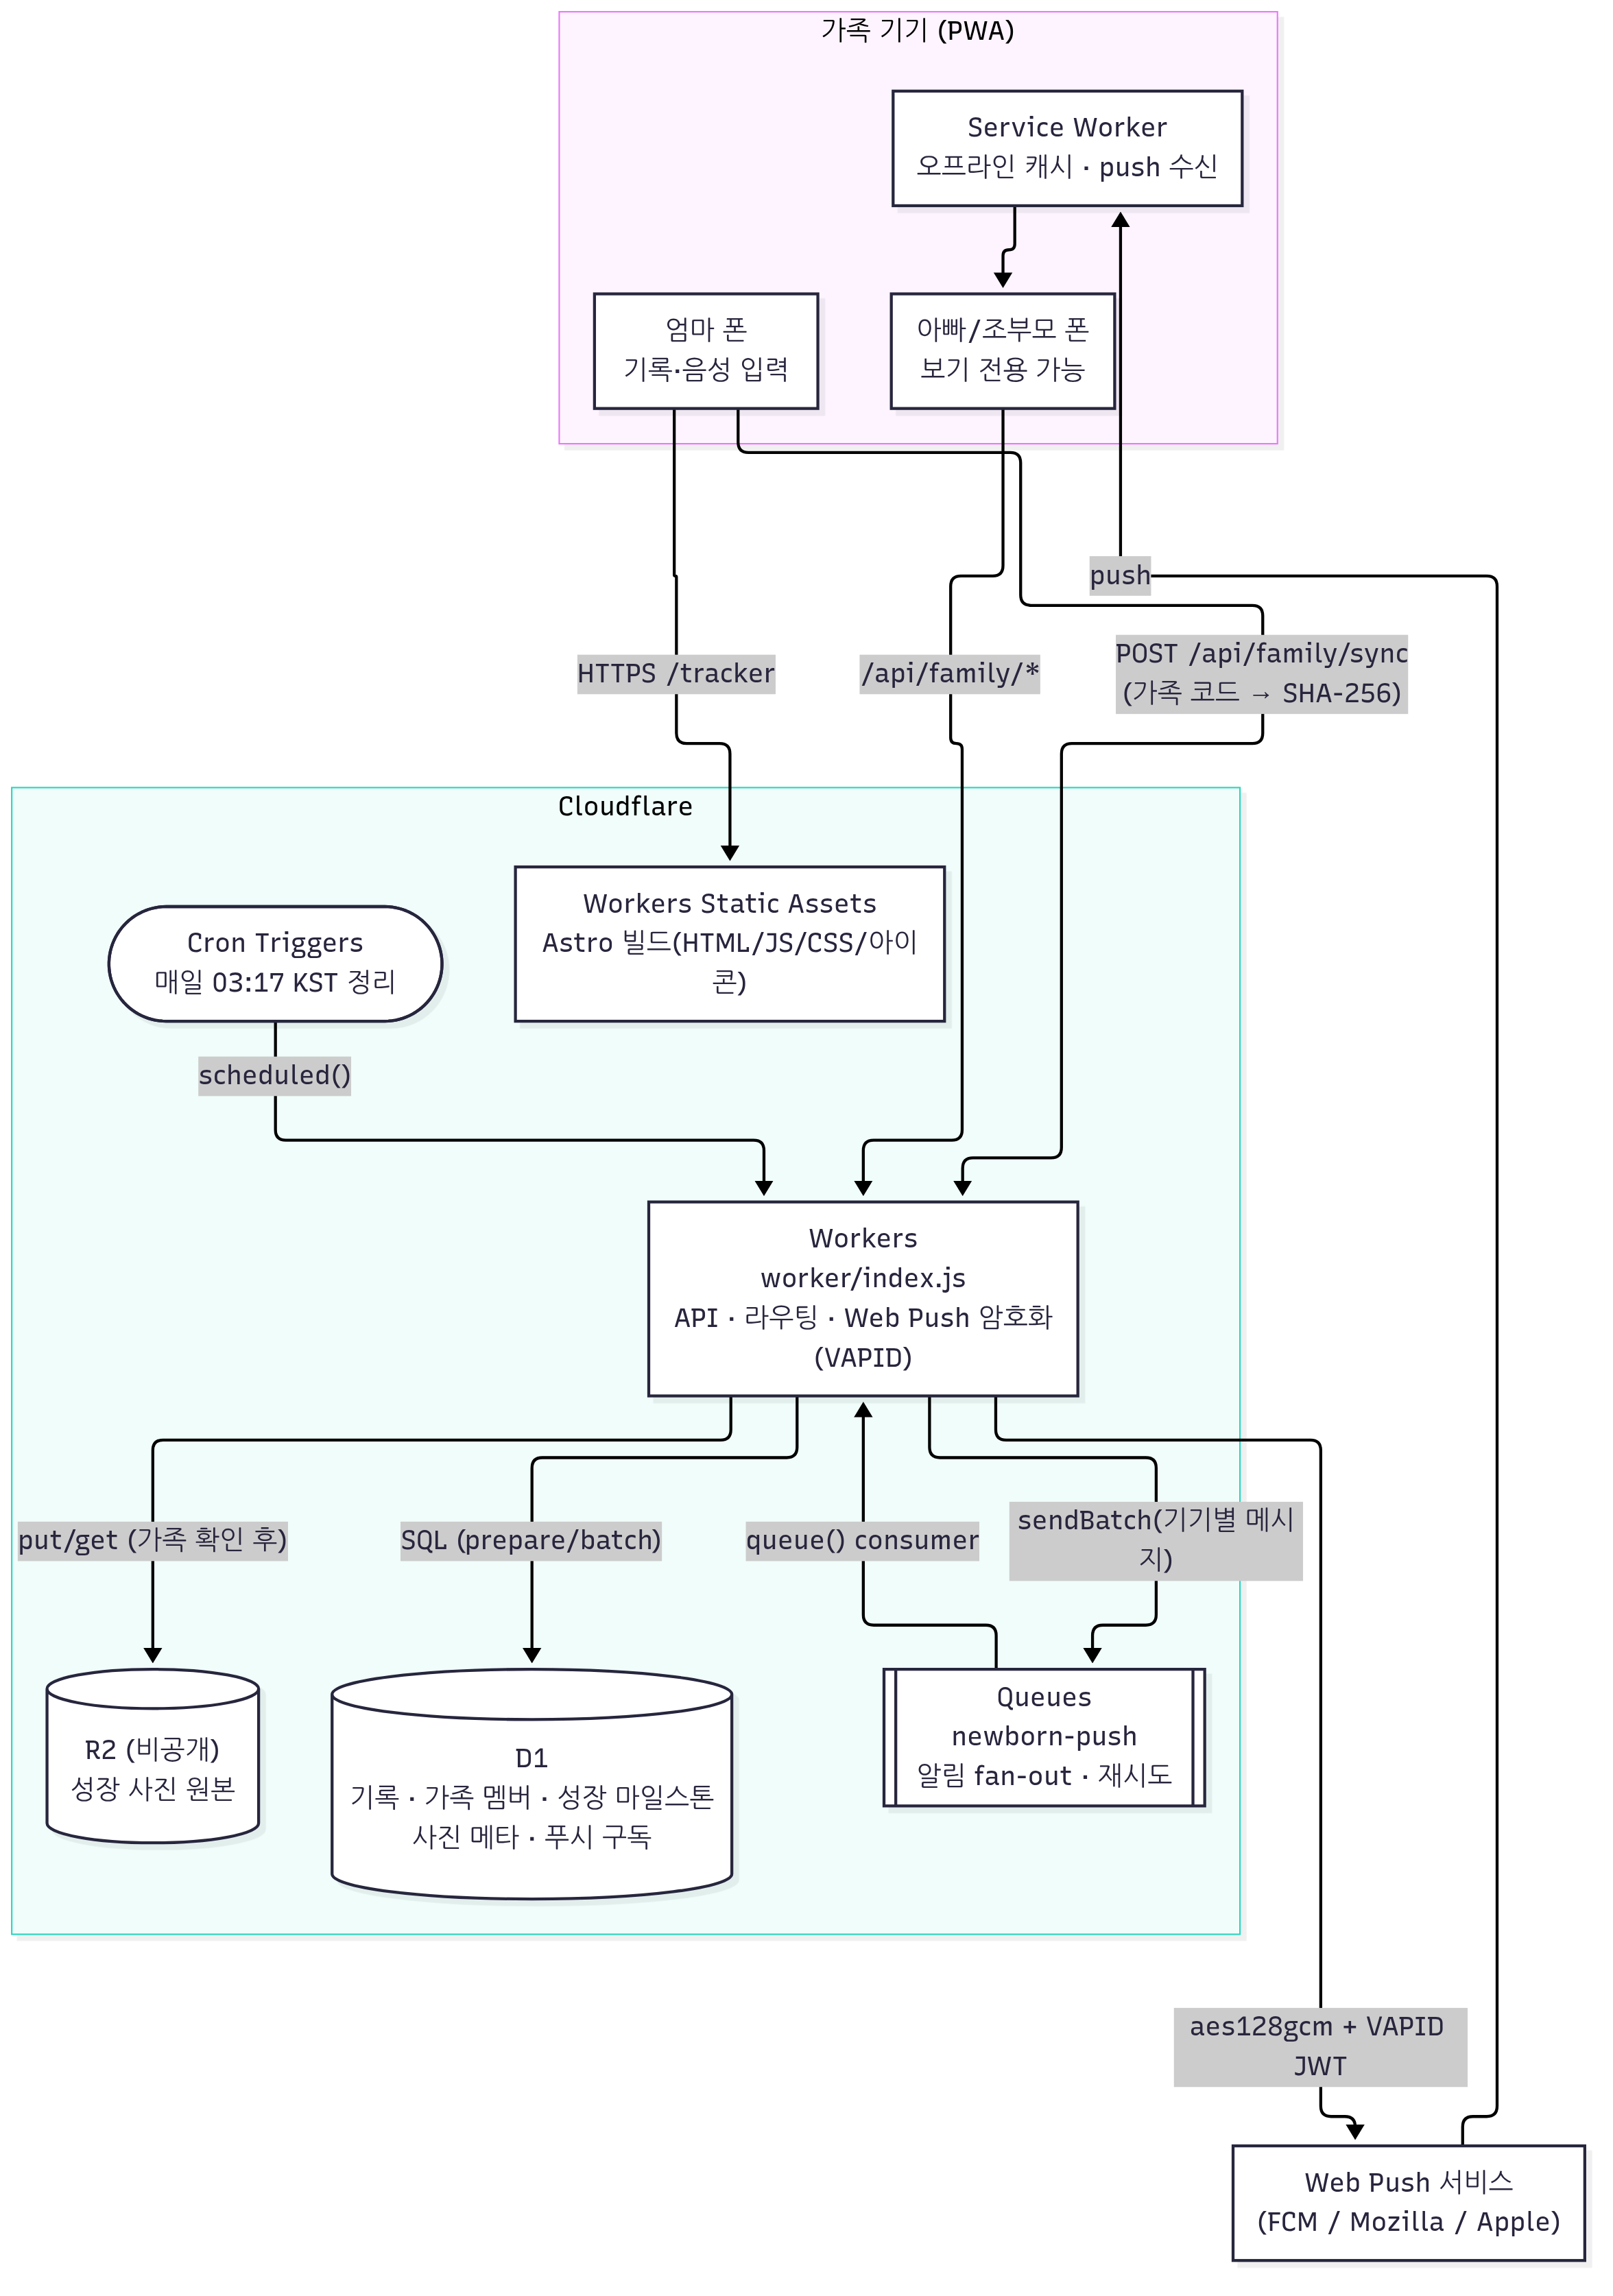 가족 기기 (PWA)
Service Worker
오프라인 캐시 · push 수신
엄마 폰
기록·음성 입력
아빠/조부모 폰
보기 전용 가능
push
HTTPS /tracker
/api/family/*
POST /api/family/sync
(가족 코드 → SHA-256)
Cloudflare
Workers Static Assets
Astro 빌드(HTML/JS/CSS/아이
콘)
Cron Triggers
매일 03:17 KST 정리
scheduled()
Workers
worker/index.js
API · 라우팅 · Web Push 암호화
(VAPID)
put/get (가족 확인 후)
SQL (prepare/batch)
queue() consumer
sendBatch(기기별 메시
지)
R2 (비공개)
성장 사진 원본
D1
기록 · 가족 멤버 · 성장 마일스톤
사진 메타 · 푸시 구독
Queues
newborn-push
알림 fan-out · 재시도
aes128gcm + VAPID
JWT
Web Push 서비스
(FCM / Mozilla / Apple)